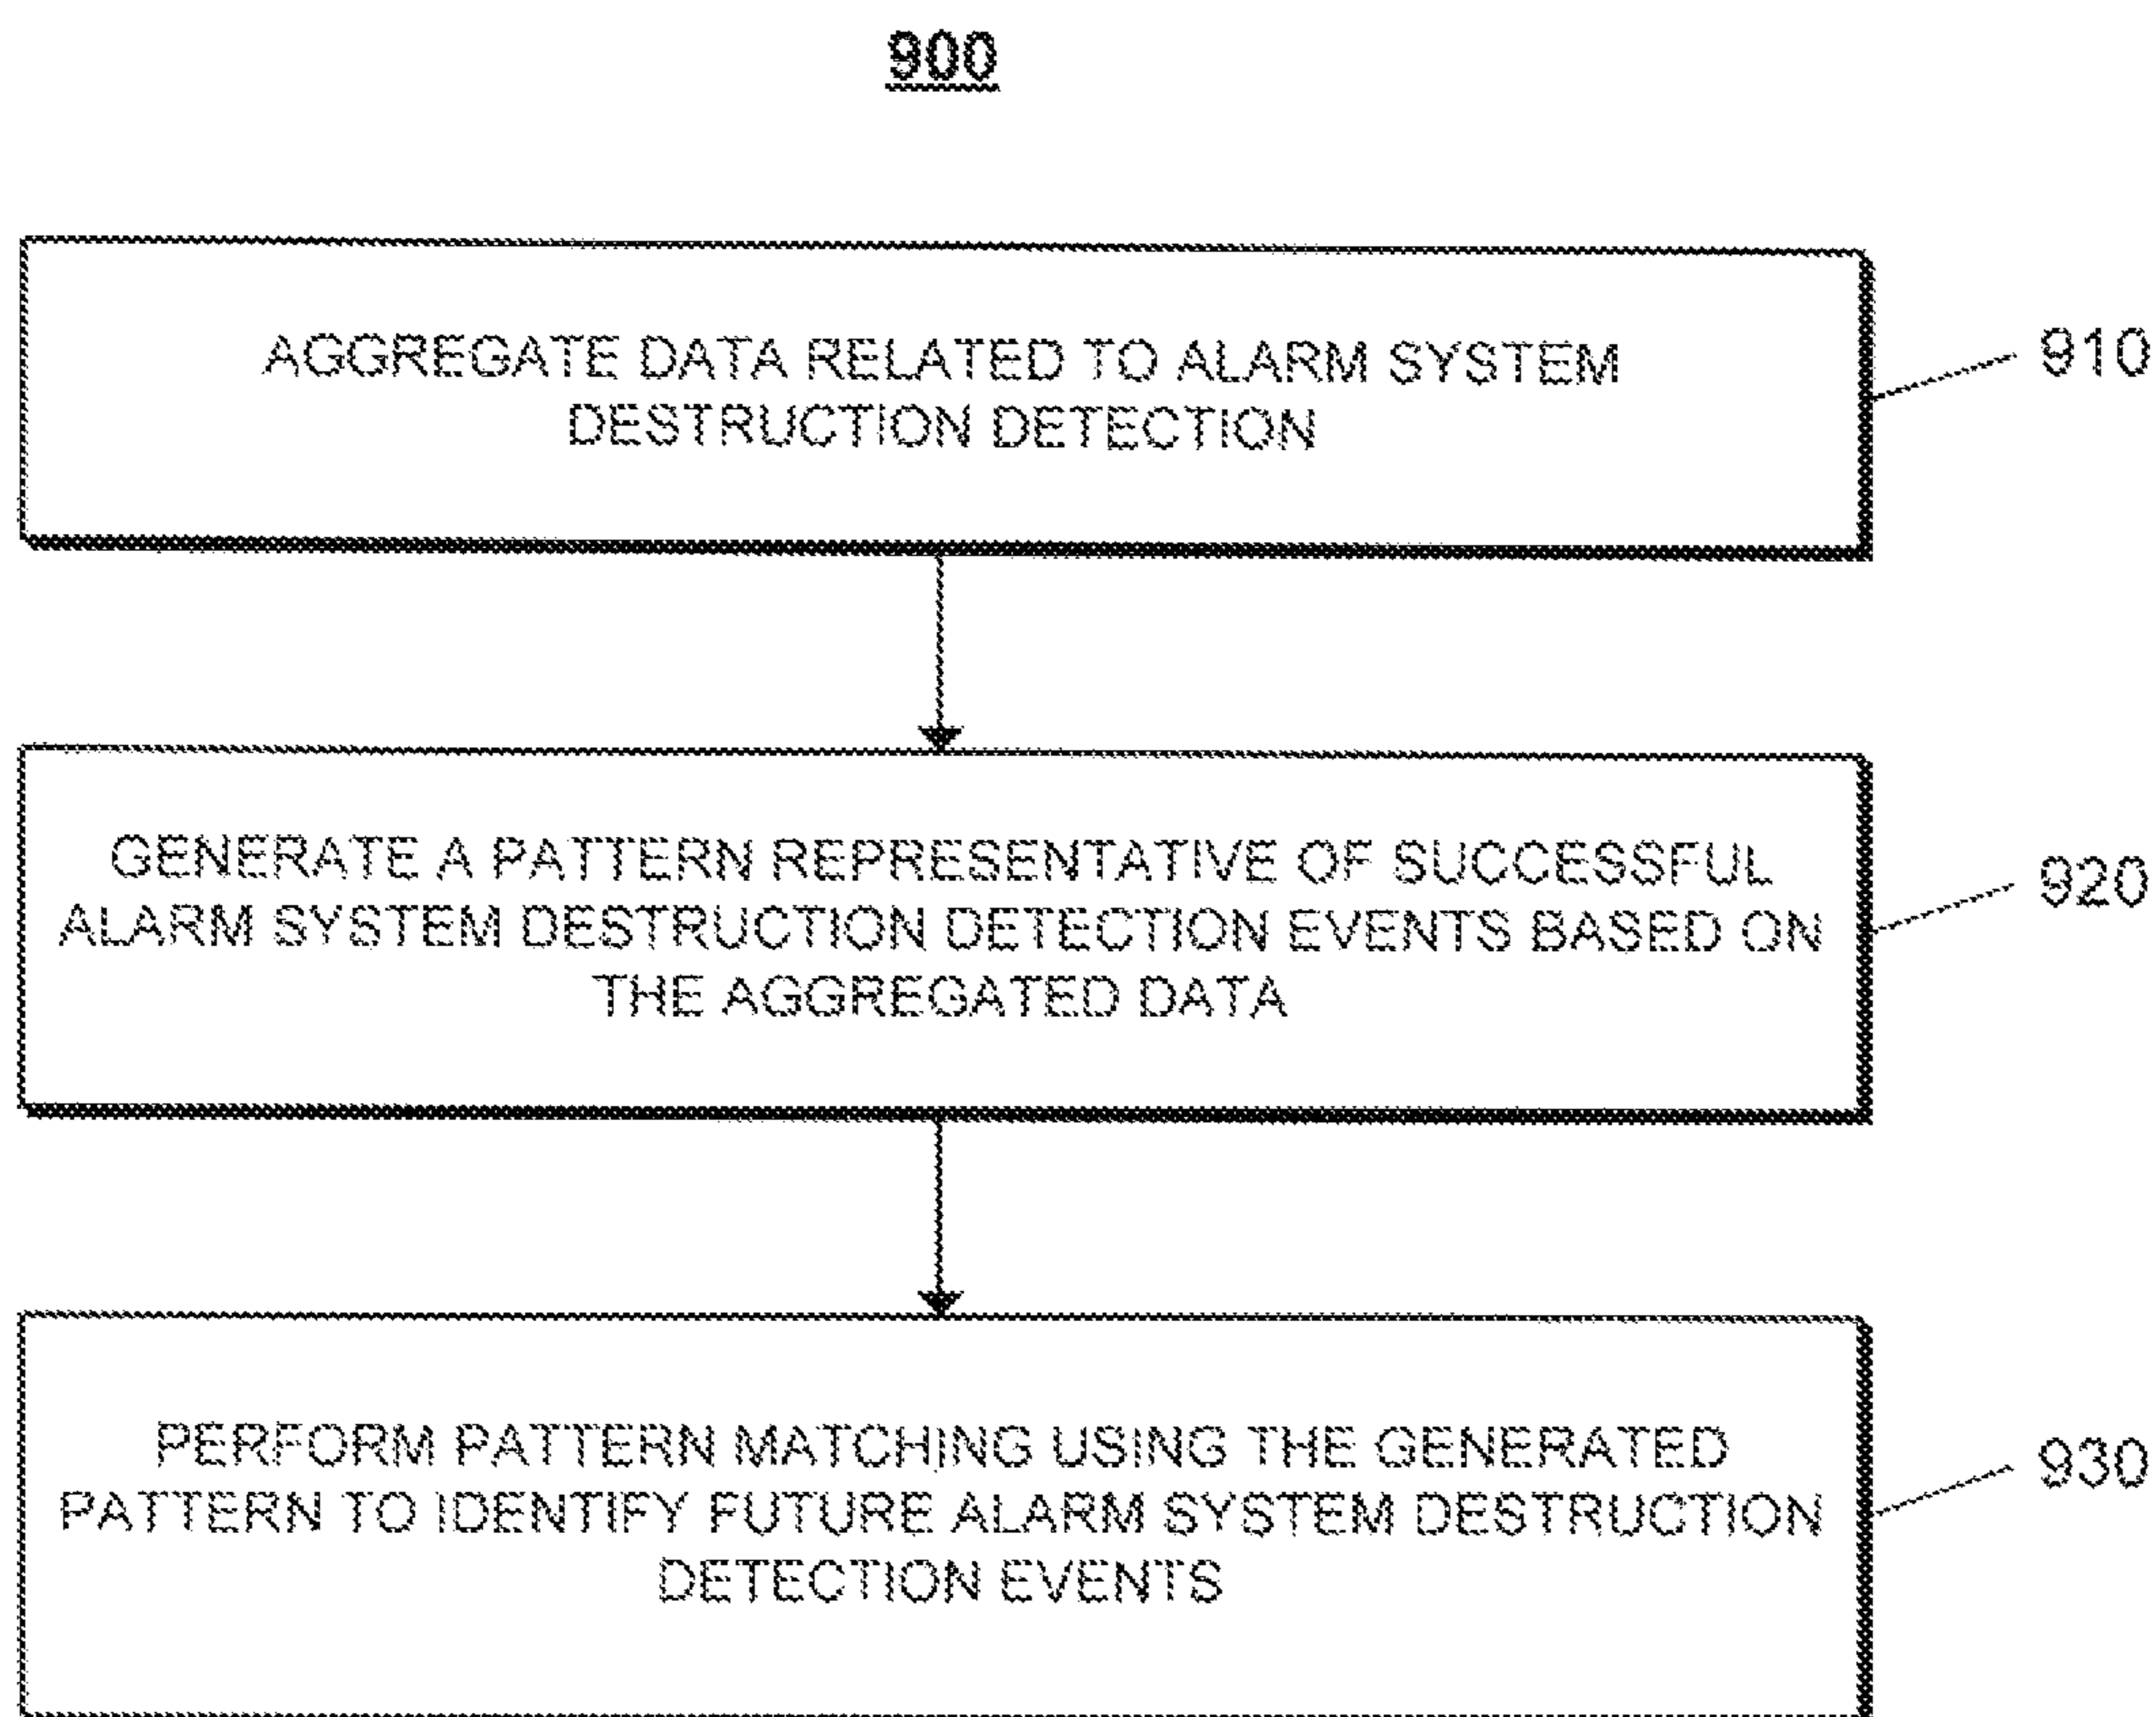 900
AGGREGATE DATA RELATED TO ALARM SYSTEM
DESTRUCTION DETECTION
910
GENERATE A PATTERN REPRESENTATIVE OF SUCCESSFUL
ALARM SYSTEM DESTRUCTION DETECTION EVENTS BASED ON
THE AGGREGATED DATA
920
PERFORM PATTERN MATCHING USING THE GENERATED
PATTERN TO IDENTIFY FUTURE ALARM SYSTEM DESTRUCTION
DETECTION EVENTS
930